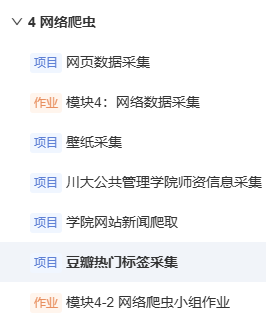 4 网络爬虫
项目 网页数据采集
作业 模块4：网络数据采集
项目 壁纸采集
项目 川大公共管理学院师资信息采集
项目 学院网站新闻爬取
项目 豆瓣热门标签采集
作业 模块4-2 网络爬虫小组作业